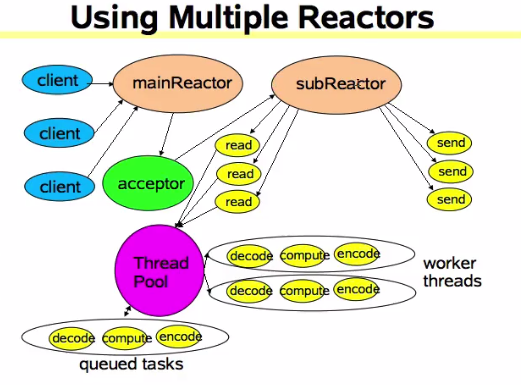 Using Multiple Reactors
client
mainReactor
subReactor
client
client
acceptor
read
read
read
send
send
send
Thread
Pool
decode compute encode
decode compute encode
worker
threads
decode compute encode
queued tasks